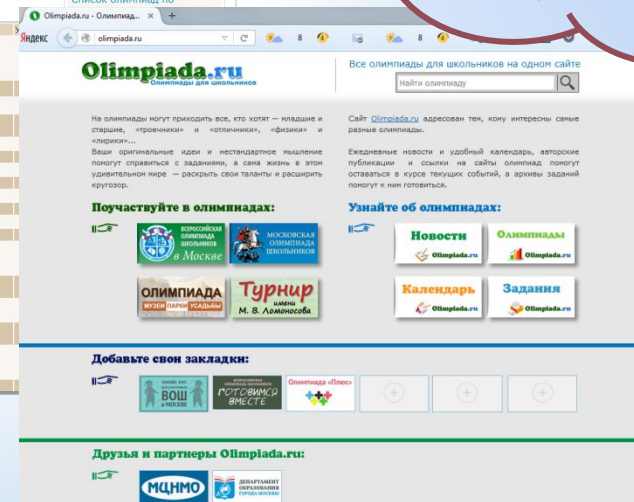 Список олимпиад по
Olimpiada.ru - Олимпиад...
Яндекс
olimpiada.ru
8
8
Olimpiada.ru
Олимпиады для школьников
Все олимпиады для школьников на одном сайте
Найти олимпиаду
На олимпиады могут приходить все, кто хотят — младшие и
старшие, «троечники» и «отличники», «физики» и
«лирики»...
Ваши оригинальные идеи и нестандартное мышление
помогут справиться с заданиями, а сама жизнь в этом
удивительном мире — раскрыть свои таланты и расширить
кругозор.
Сайт Olimpiada.ru адресован тем, кому интересны самые
разные олимпиады.
Ежедневные новости и удобный календарь, авторские
публикации и ссылки на сайты олимпиад помогут
оставаться в курсе текущих событий, а архивы заданий
помогут к ним готовиться.
Поучаствуйте в олимпиадах:
ВСЕРОССИЙСКАЯ
ОЛИМПИАДА
ШКОЛЬНИКОВ
в Москве
МОСКОВСКАЯ
ОЛИМПИАДА
ШКОЛЬНИКОВ
ОЛИМПИАДА
МУЗЕИ ПАРКИ УСАДЬБЫ
Турнир
имени
М. В. Ломоносова
Узнайте об олимпиадах:
Новости
Olimpiada.ru
Олимпиады
Olimpiada.ru
Календарь
Olimpiada.ru
Задания
Olimpiada.ru
Добавьте свои закладки:
ВОШ
в МОСКВЕ
ГОТОВИМСЯ
ВМЕСТЕ
Олимпиада «Плюс»
Друзья и партнеры Olimpiada.ru:
МЦНМО
ДЕПАРТАМЕНТ
ОБРАЗОВАНИЯ
ГОРОДА МОСКВЫ